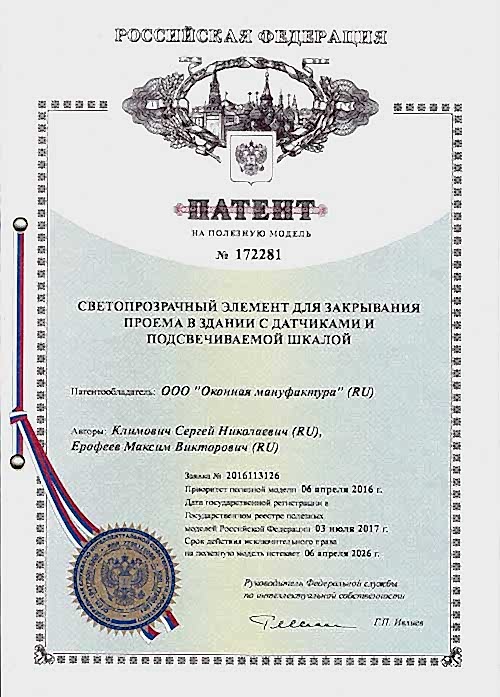 РОССИЙСКАЯ ФЕДЕРАЦИЯ
ПАТЕНТ
НА ПОЛЕЗНУЮ МОДЕЛЬ
№ 172281
СВЕТОПРОЗРАЧНЫЙ ЭЛЕМЕНТ ДЛЯ ЗАКРЫВАНИЯ
ПРОЕМА В ЗДАНИИ С ДАТЧИКАМИ И
ПОДСВЕЧИВАЕМОЙ ШКАЛОЙ
Патентообладатель: ООО "Оконная мануфактура" (RU)
Авторы: Климович Сергей Николаевич (RU),
Ерофеев Максим Викторович (RU)
Заявка № 2016113126
Приоритет полезной модели 06 апреля 2016 г.
Дата государственной регистрации в
Государственном реестре полезных
моделей Российской Федерации 03 июля 2017 г.
Срок действия исключительного права
на полезную модель истекает 06 апреля 2026 г.
Руководитель Федеральной службы
по интеллектуальной собственности
Г.П. Ивлиев